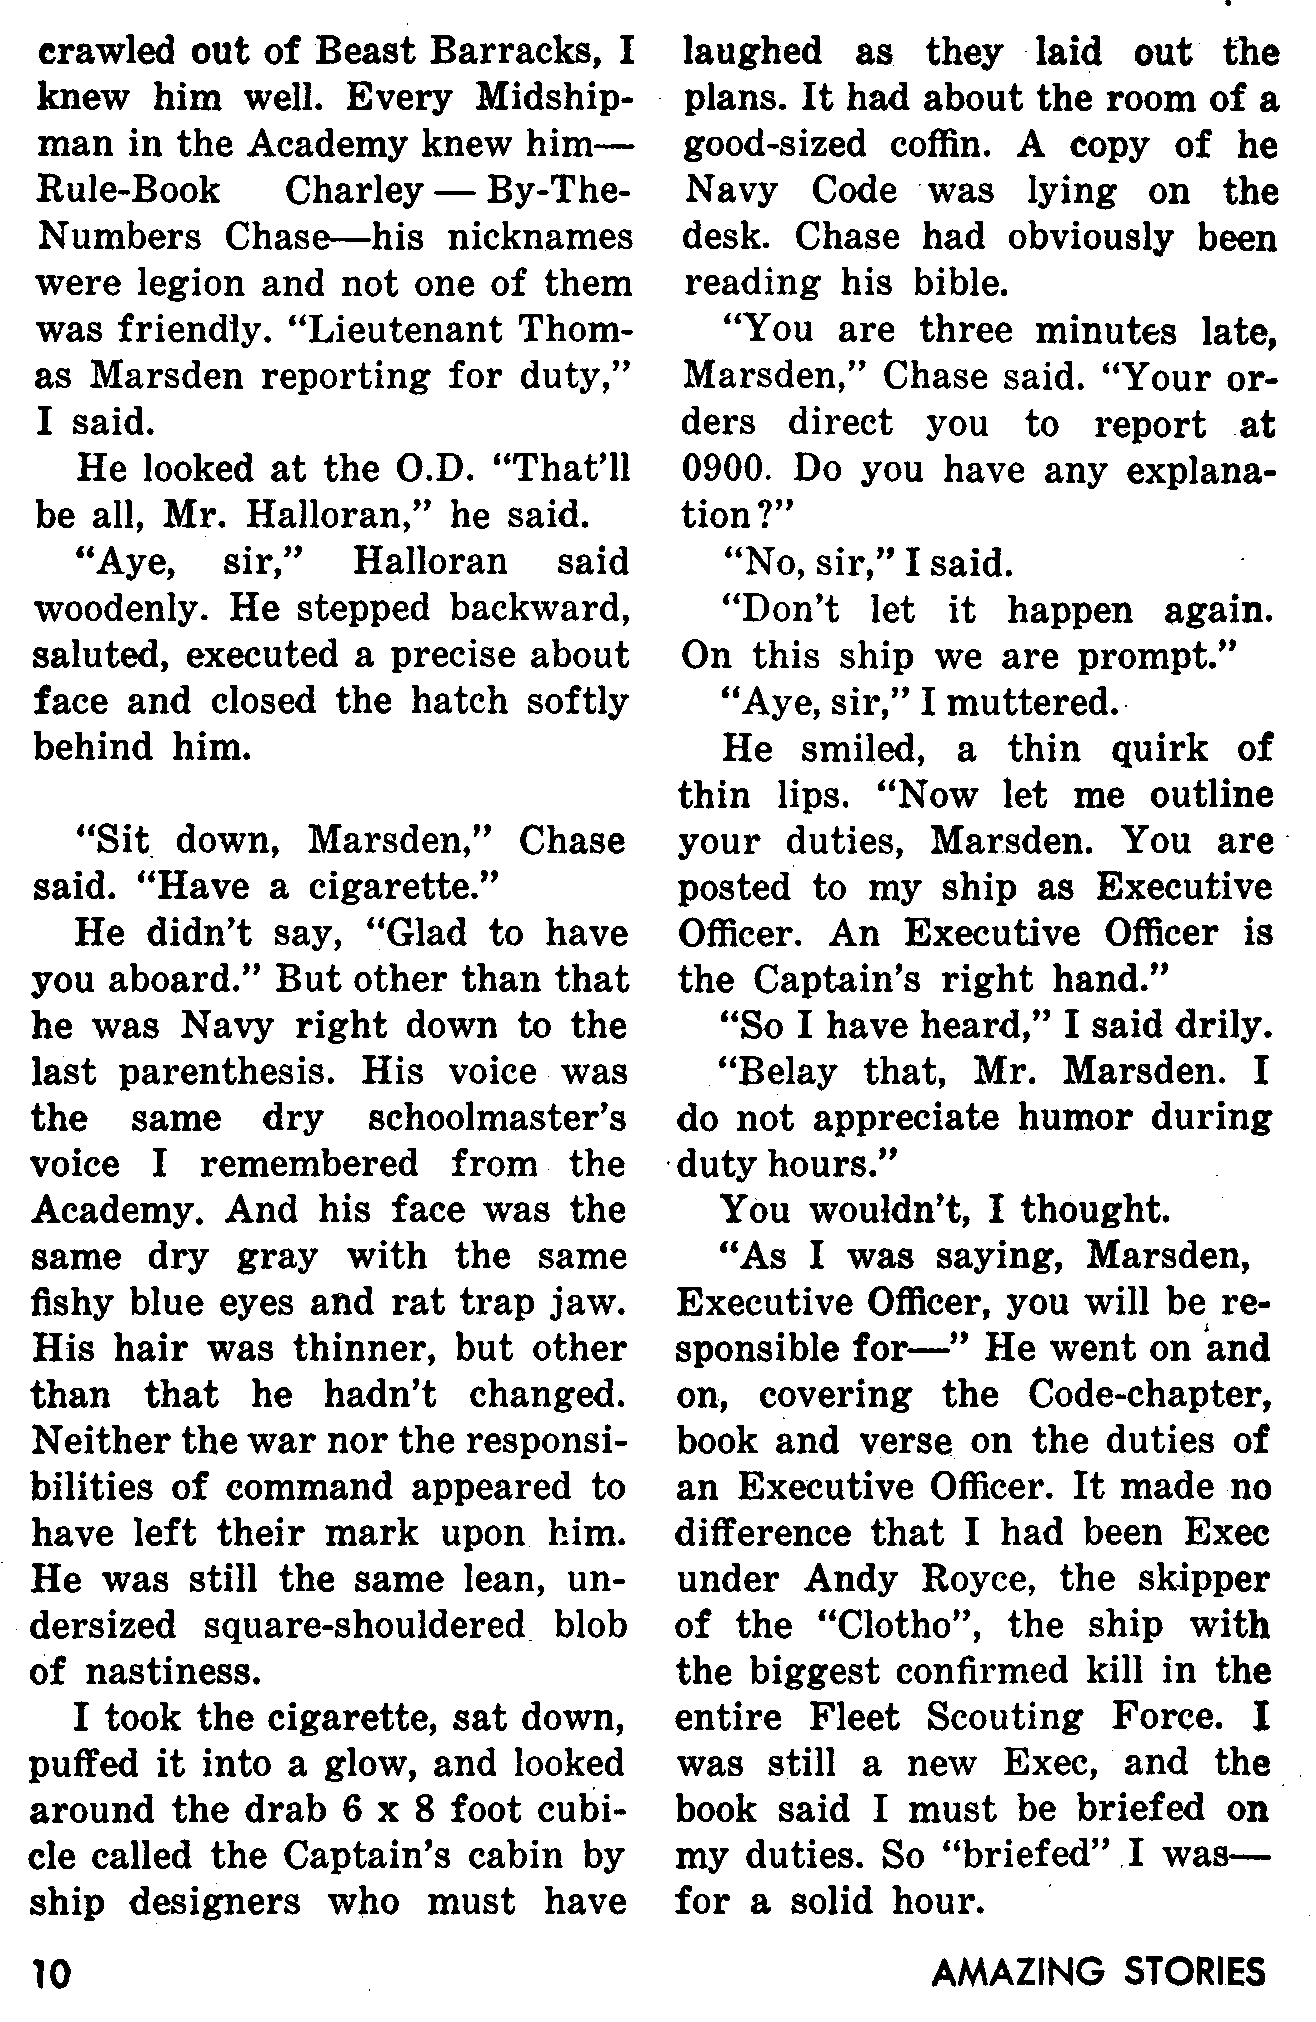 crawled out of Beast Barracks, I
knew him well. Every Midship-
man in the Academy knew him—
Rule-Book Charley — By-The-
Numbers Chase—his nicknames
were legion and not one of them
was friendly. “Lieutenant Thom-
as Marsden reporting for duty,”
I said.
He looked at the O.D. “That’ll
be all, Mr. Halloran,” he said.
“Aye, sir,” Halloran said
woodenly. He stepped backward,
saluted, executed a precise about
face and closed the hatch softly
behind him.
“Sit down, Marsden,” Chase
said. “Have a cigarette.”
He didn’t say, “Glad to have
you aboard.” But other than that
he was Navy right down to the
last parenthesis. His voice was
the same dry schoolmaster’s
voice I remembered from the
Academy. And his face was the
same dry gray with the same
fishy blue eyes and rat trap jaw.
His hair was thinner, but other
than that he hadn’t changed.
Neither the war nor the responsi-
bilities of command appeared to
have left their mark upon him.
He was still the same lean, un-
dersized square-shouldered blob
of nastiness.
I took the cigarette, sat down,
puffed it into a glow, and looked
around the drab 6 x 8 foot cubi-
cle called the Captain’s cabin by
ship designers who must have
laughed as they laid out the
plans. It had about the room of a
good-sized coffin. A copy of he
Navy Code was lying on the
desk. Chase had obviously been
reading his bible.
“You are three minutes late,
Marsden,” Chase said. “Your or-
ders direct you to report at
0900. Do you have any explana-
tion?”
“No, sir,” I said.
“Don’t let it happen again.
On this ship we are prompt.”
“Aye, sir,” I muttered.
He smiled, a thin quirk of
thin lips. “Now let me outline
your duties, Marsden. You are
posted to my ship as Executive
Officer. An Executive Officer is
the Captain’s right hand.”
“So I have heard,” I said drily.
“Belay that, Mr. Marsden. I
do not appreciate humor during
duty hours.”
You wouldn’t, I thought.
“As I was saying, Marsden,
Executive Officer, you will be re-
sponsible for—” He went on and
on, covering the Code-chapter,
book and verse on the duties of
an Executive Officer. It made no
difference that I had been Exec
under Andy Royce, the skipper
of the “Clotho”, the ship with
the biggest confirmed kill in the
entire Fleet Scouting Force. I
was still a new Exec, and the
book said I must be briefed on
my duties. So “briefed” I was—
for a solid hour.
10 AMAZING STORIES